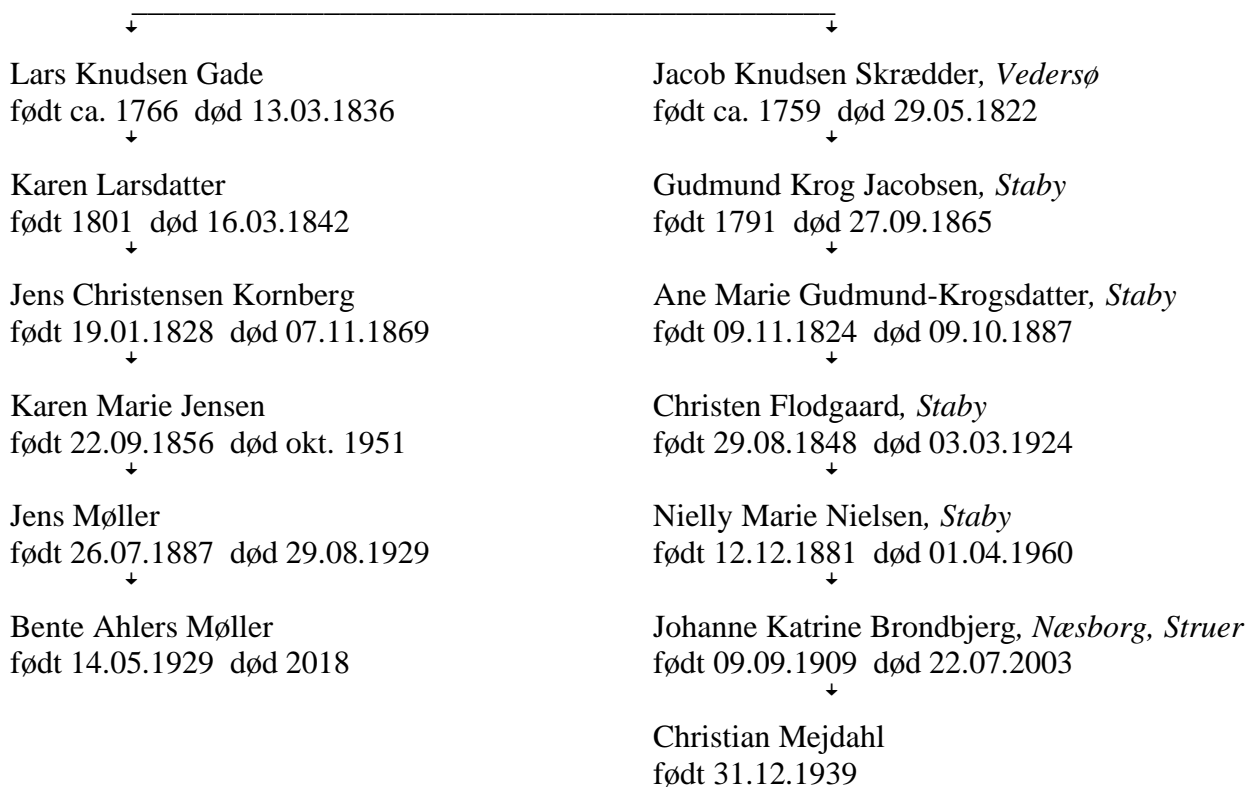 Lars Knudsen Gade
født ca. 1766 død 13.03.1836
Karen Larsdatter
født 1801 død 16.03.1842
Jens Christensen Kornberg
født 19.01.1828 død 07.11.1869
Karen Marie Jensen
født 22.09.1856 død okt. 1951
Jens Møller
født 26.07.1887 død 29.08.1929
Bente Ahlers Møller
født 14.05.1929 død 2018
Jacob Knudsen Skrædder, Vedersø
født ca. 1759 død 29.05.1822
Gudmund Krog Jacobsen, Staby
født 1791 død 27.09.1865
Ane Marie Gudmund-Krogsdatter, Staby
født 09.11.1824 død 09.10.1887
Christen Flodgaard, Staby
født 29.08.1848 død 03.03.1924
Nielly Marie Nielsen, Staby
født 12.12.1881 død 01.04.1960
Johanne Katrine Brondbjerg, Næsborg, Struer
født 09.09.1909 død 22.07.2003
Christian Mejdahl
født 31.12.1939